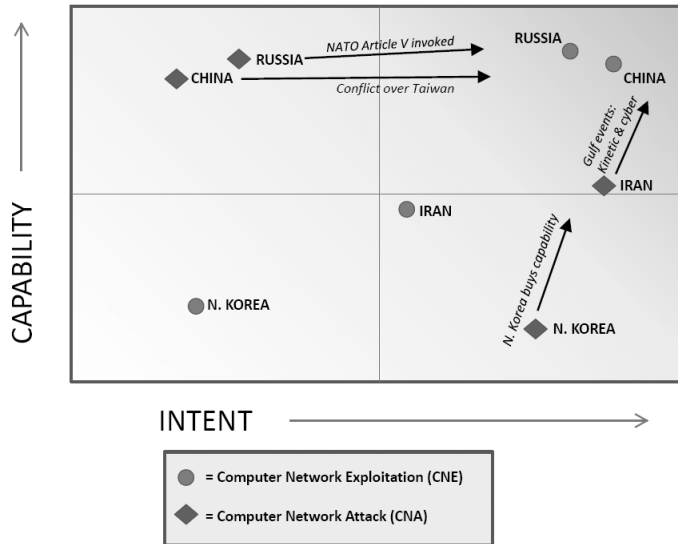 CAPABILITY
RUSSIA
NATO Article V invoked
RUSSIA
CHINA
Conflict over Taiwan
CHINA
Gulf events:
Kinetic & cyber
IRAN
IRAN
N. Korea buys capability
N. KOREA
N. KOREA
INTENT
= Computer Network Exploitation (CNE)
= Computer Network Attack (CNA)